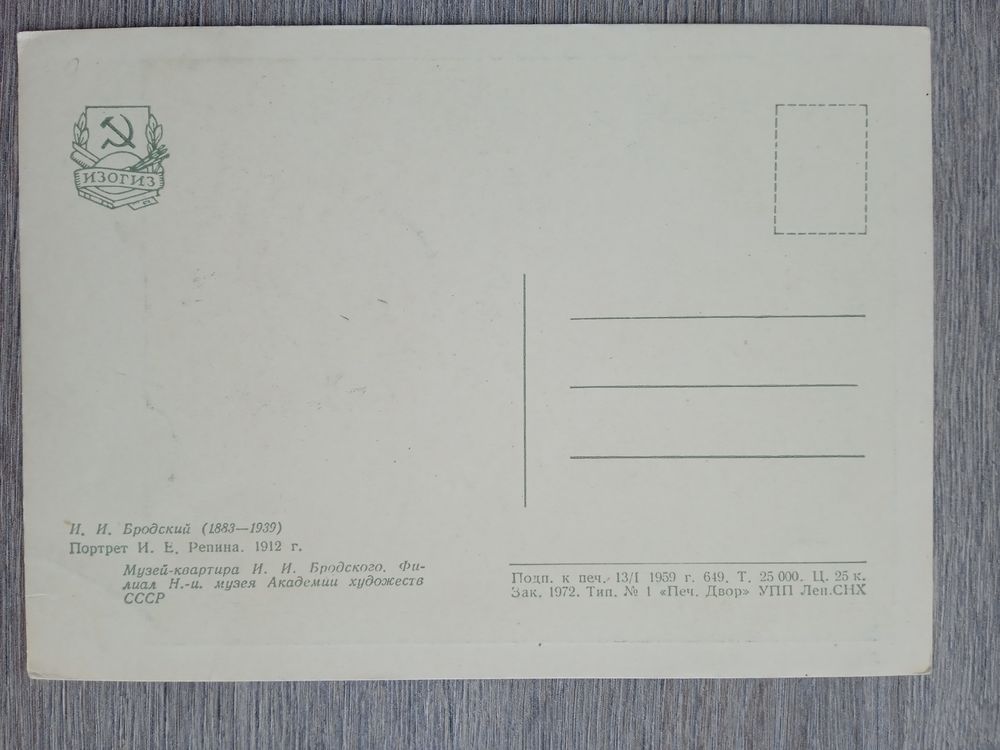 ИЗОГИЗ
И. И. Бродский (1883—1939)
Портрет И. Е. Репина. 1912 г.
Музей-квартира И. И. Бродского. Фи-
лиал Н.-и. музея Академии художеств
СССР
Подп. к печ. 13/I 1959 г. 649. Т. 25 000. Ц. 25 к.
Зак. 1972. Тип. № 1 «Печ. Двор» УПП Лен.СНХ